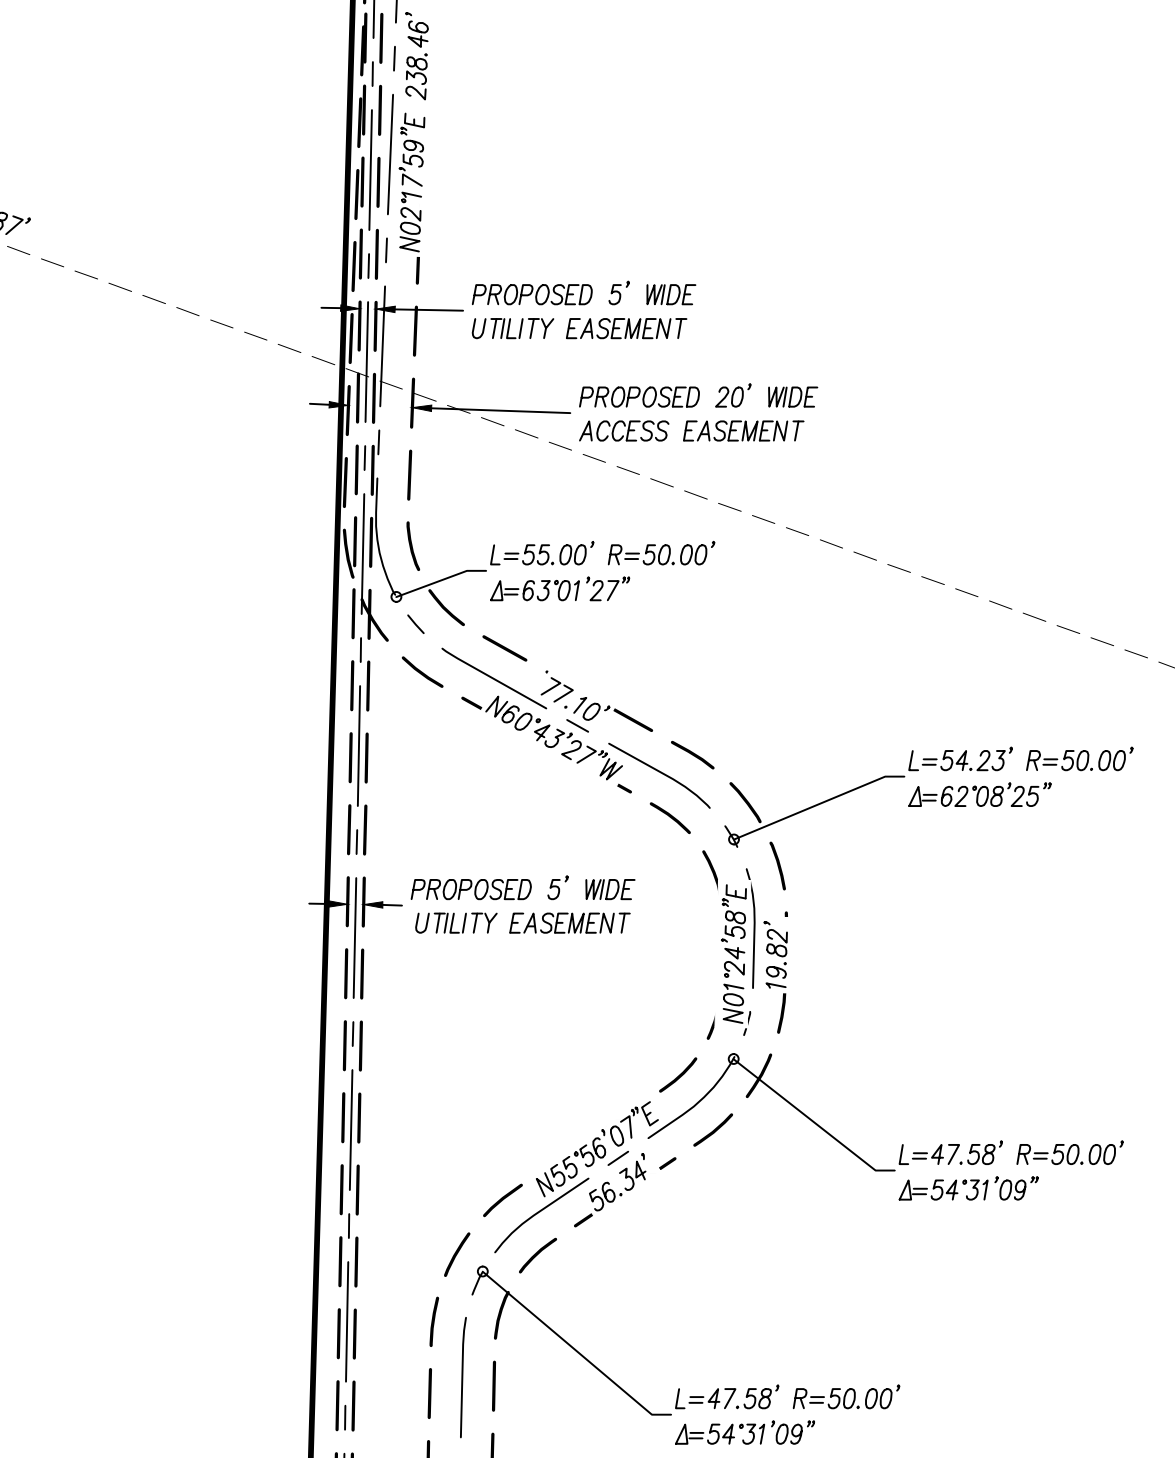 N02°17'59"E 238.46'
87'
PROPOSED 5' WIDE
UTILITY EASEMENT
PROPOSED 20' WIDE
ACCESS EASEMENT
L=55.00' R=50.00'
Δ=63°01'27"
77.10'
N60°43'27"W
L=54.23' R=50.00'
Δ=62°08'25"
PROPOSED 5' WIDE
UTILITY EASEMENT
N01°24'58"E
19.82'
N55°56'07"E
56.34'
L=47.58' R=50.00'
Δ=54°31'09"
L=47.58' R=50.00'
Δ=54°31'09"